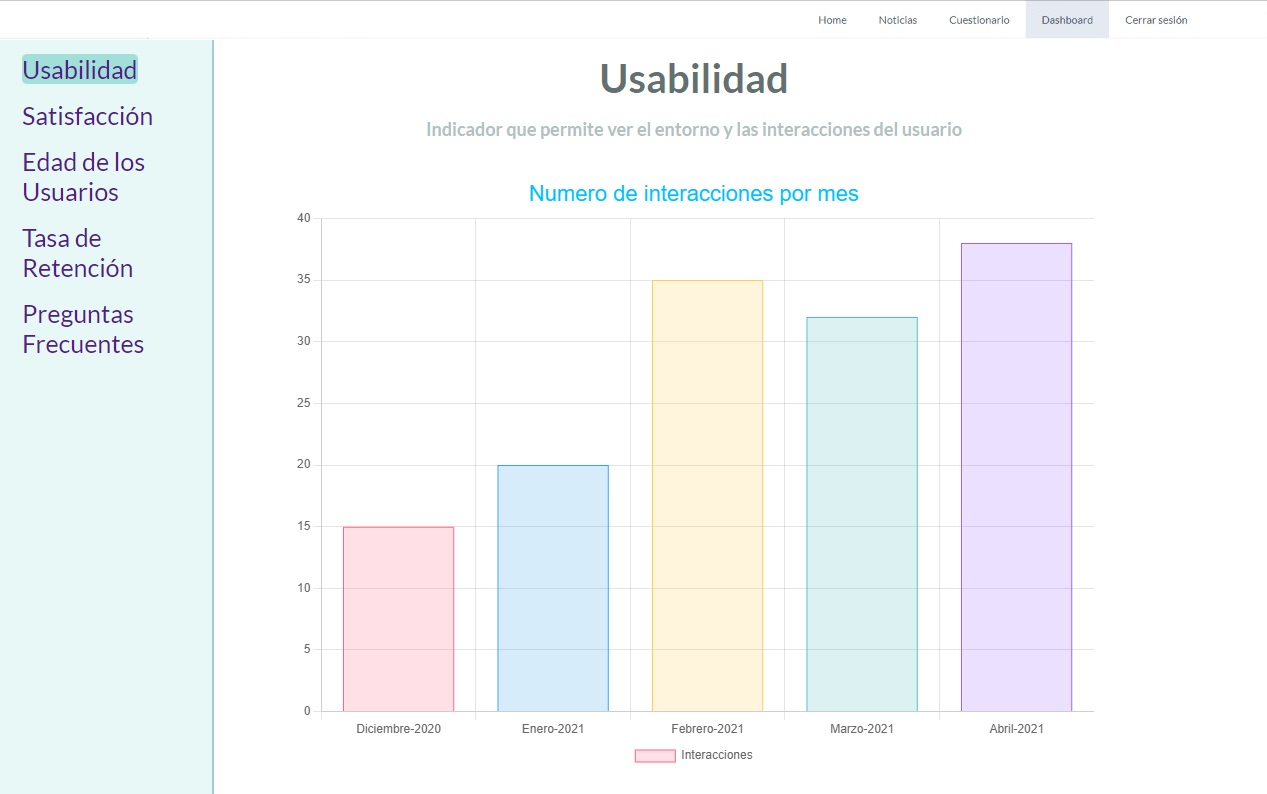 Home Noticias Cuestionario Dashboard Cerrar sesión
Usabilidad
Satisfacción
Edad de los
Usuarios
Tasa de
Retención
Preguntas
Frecuentes
Usabilidad
Indicador que permite ver el entorno y las interacciones del usuario
Numero de interacciones por mes
40
35
30
25
20
15
10
5
0
Diciembre-2020 Enero-2021 Febrero-2021 Marzo-2021 Abril-2021
Interacciones